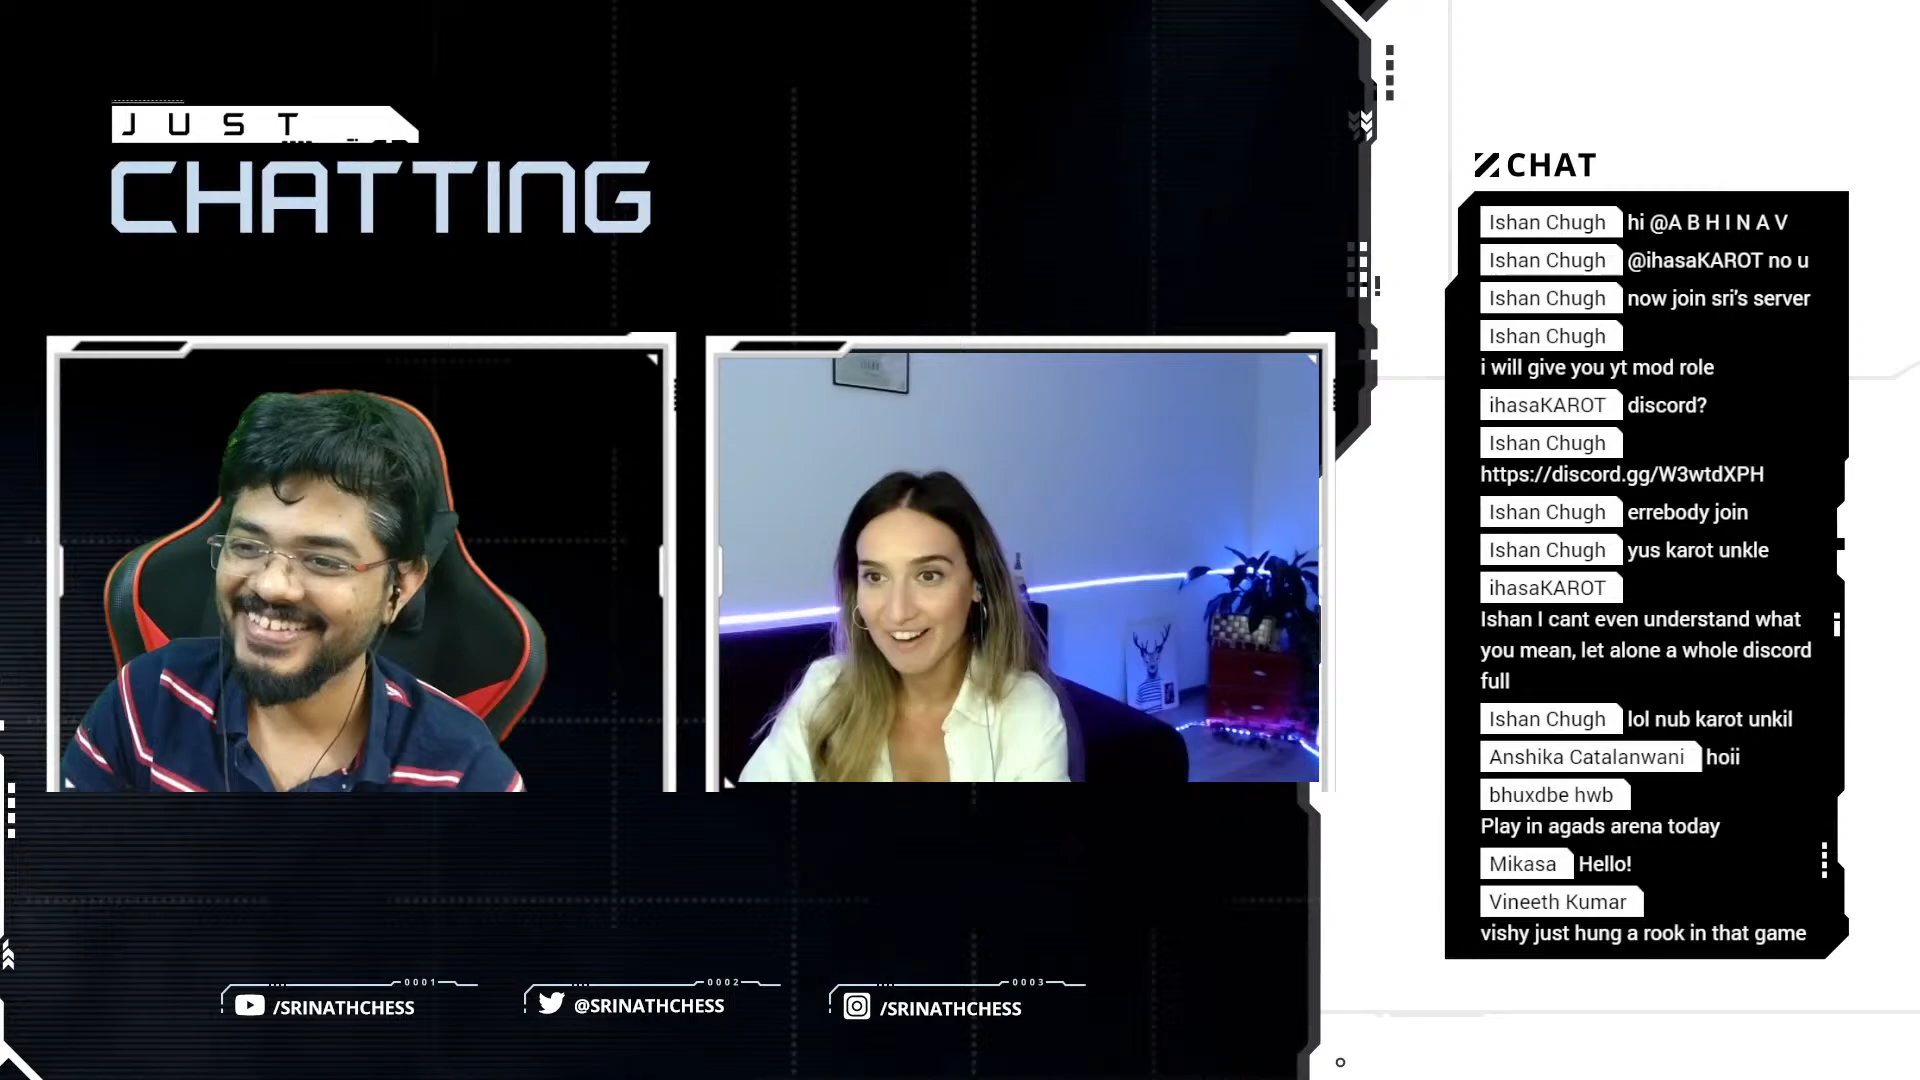 JUST
CHATTING
CHAT
Ishan Chugh hi @A B H I N A V
Ishan Chugh @ihasaKAROT no u
Ishan Chugh now join sri's server
Ishan Chugh
i will give you yt mod role
ihasaKAROT discord?
Ishan Chugh
https://discord.gg/W3wtdXPH
Ishan Chugh errebody join
Ishan Chugh yus karot unkle
ihasaKAROT
Ishan I cant even understand what
you mean, let alone a whole discord
full
Ishan Chugh lol nub karot unkil
Anshika Catalanwani hoii
bhuxdbe hwb
Play in agads arena today
Mikasa Hello!
Vineeth Kumar
vishy just hung a rook in that game
0001
/SRINATHCHESS
0002
@SRINATHCHESS
0003
/SRINATHCHESS